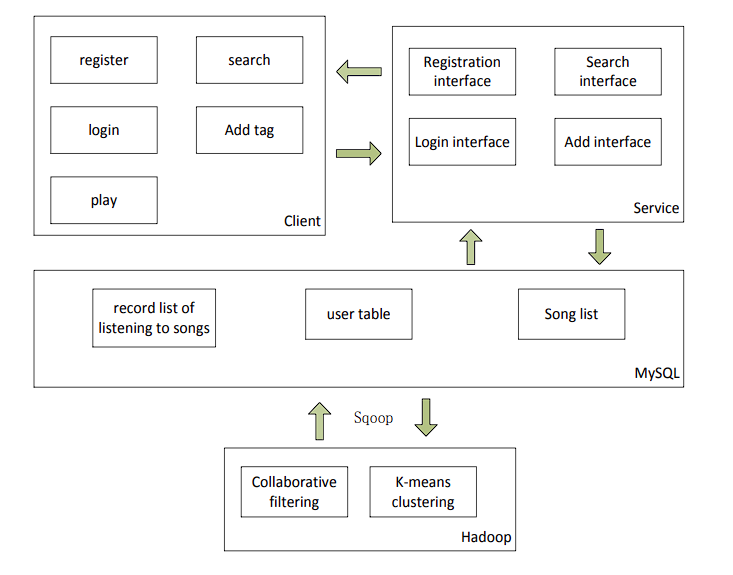 register
search
login
Add tag
play
Client
Registration
interface
Search
interface
Login interface
Add interface
Service
record list of
listening to songs
user table
Song list
MySQL
Sqoop
Collaborative
filtering
K-means
clustering
Hadoop